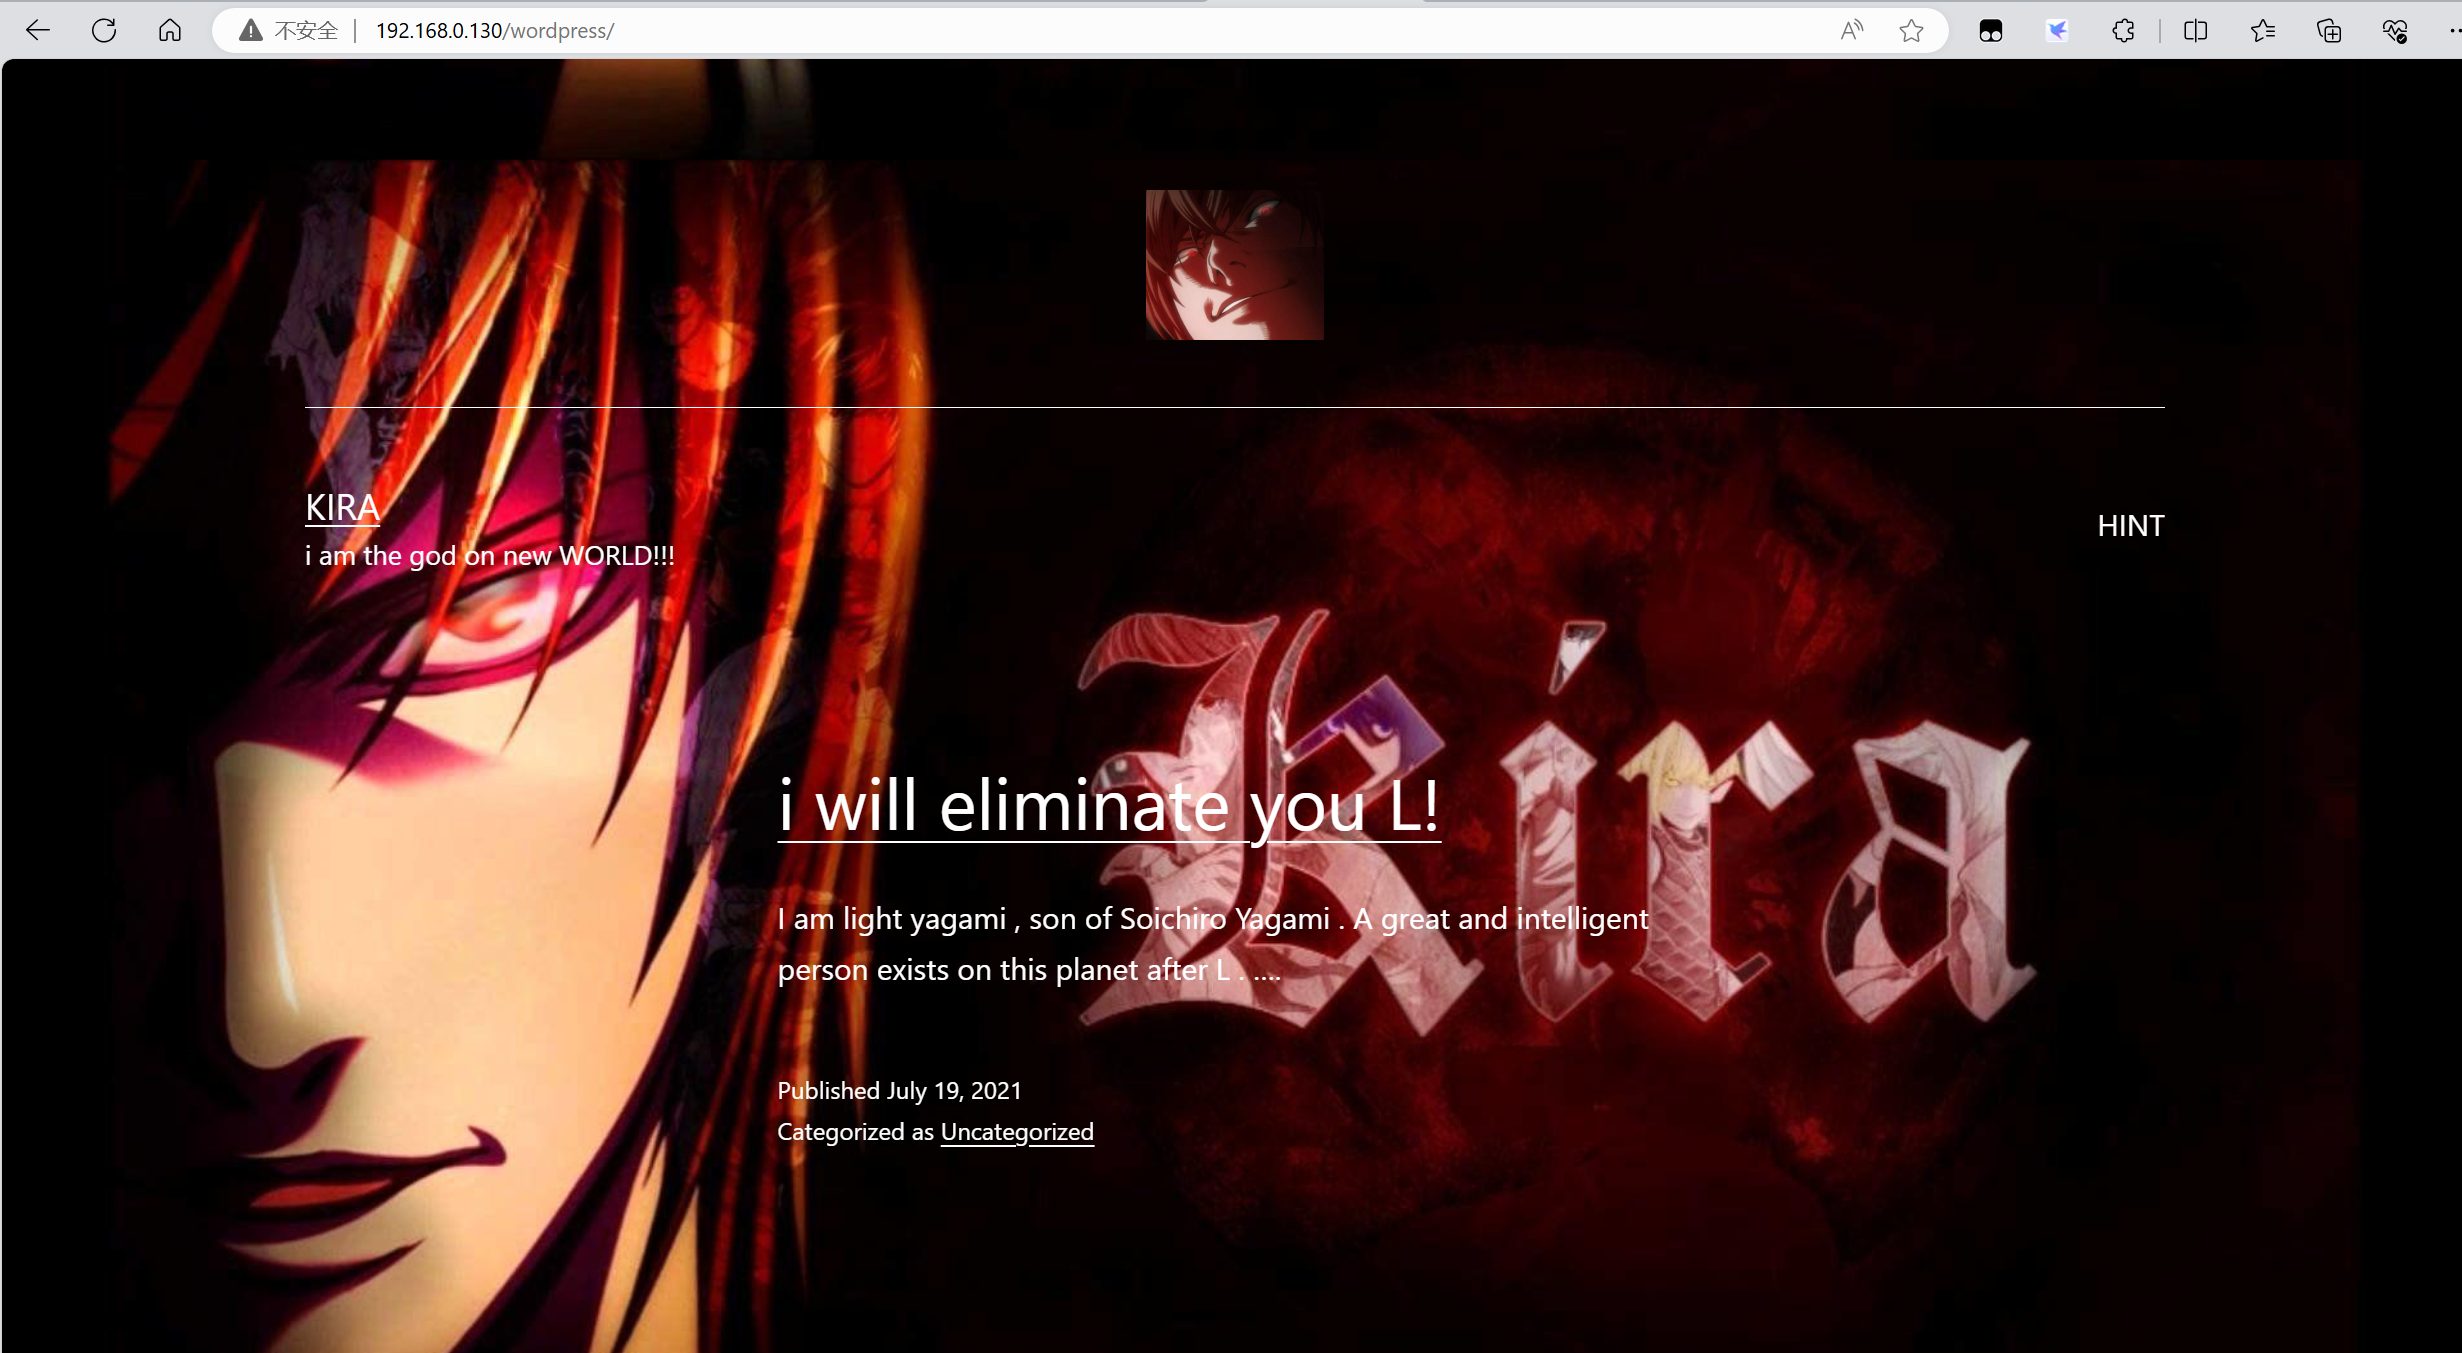 不安全 | 192.168.0.130/wordpress/
KIRA
i am the god on new WORLD!!!
HINT
Kira
i will eliminate you L!
I am light yagami , son of Soichiro Yagami . A great and intelligent
person exists on this planet after L . ....
Published July 19, 2021
Categorized as Uncategorized